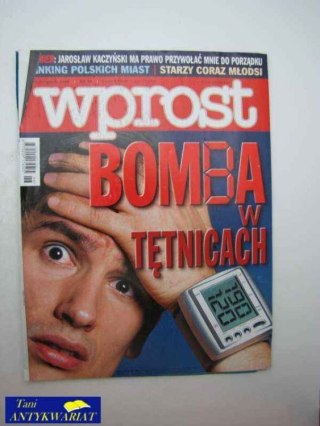 JAROSŁAW KACZYŃSKI MA PRAWO PRZYWOŁAĆ MNIE DO PORZĄDKU
NKING POLSKICH MIAST | STARZY CORAZ MŁODSI
wprost
BOMBA
W
TĘTNICACH
Tani
ANTYKWARIAT